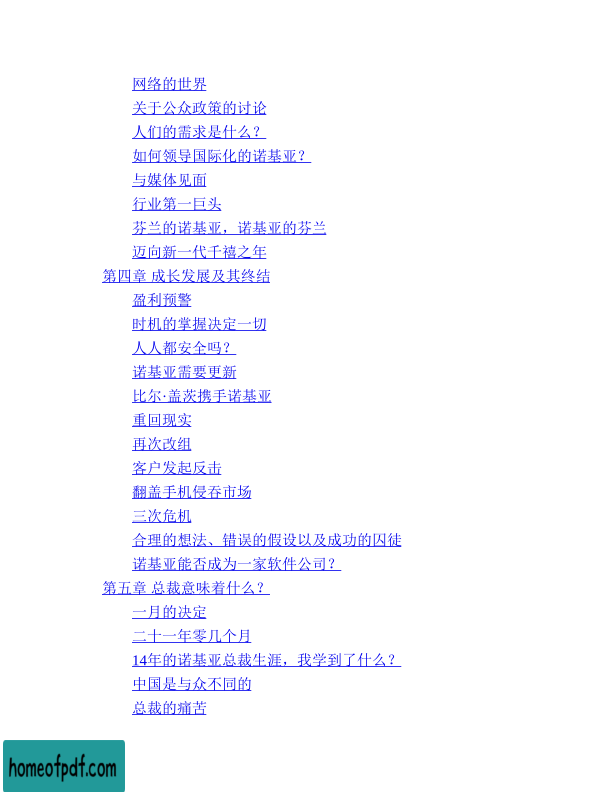 网络的世界
关于公众政策的讨论
人们的需求是什么？
如何领导国际化的诺基亚？
与媒体见面
行业第一巨头
芬兰的诺基亚，诺基亚的芬兰
迈向新一代千禧之年
第四章 成长发展及其终结
盈利预警
时机的掌握决定一切
人人都安全吗？
诺基亚需要更新
比尔·盖茨携手诺基亚
重回现实
再次改组
客户发起反击
翻盖手机侵吞市场
三次危机
合理的想法、错误的假设以及成功的囚徒
诺基亚能否成为一家软件公司？
第五章 总裁意味着什么？
一月的决定
二十一年零几个月
14年的诺基亚总裁生涯，我学到了什么？
中国是与众不同的
总裁的痛苦
homeofpdf.com